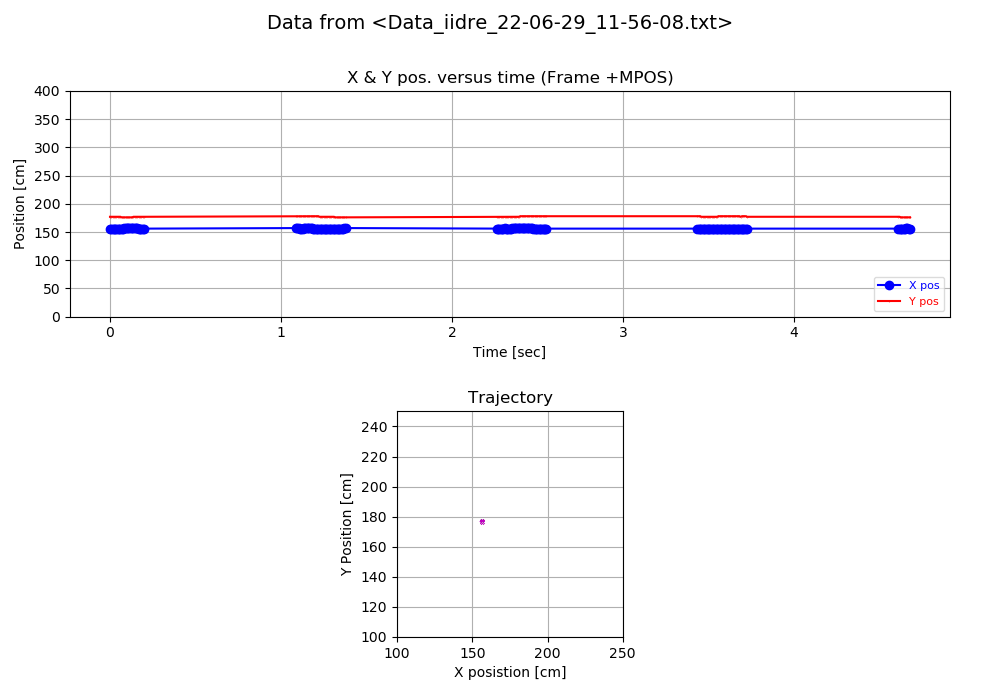 Data from <Data_iidre_22-06-29_11-56-08.txt>
X & Y pos. versus time (Frame +MPOS)
Position [cm]
400
350
300
250
200
150
100
50
0
0 1 2 3 4
Time [sec]
X pos
Y pos
Trajectory
Y Position [cm]
240
220
200
180
160
140
120
100
100 150 200 250
X posistion [cm]